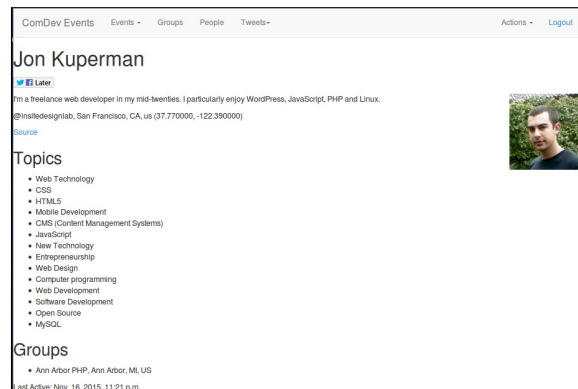 ComDev Events Events Groups People Tweets Actions Logout
Jon Kuperman
Later
I'm a freelance web developer in my mid-twenties. I particularly enjoy WordPress, JavaScript, PHP and Linux.
@insitedesignlab, San Francisco, CA, us (37.770000, -122.390000)
Source
Topics
• Web Technology
• CSS
• HTML5
• Mobile Development
• CMS (Content Management Systems)
• JavaScript
• New Technology
• Entrepreneurship
• Web Design
• Computer programming
• Web Development
• Software Development
• Open Source
• MySQL
Groups
• Ann Arbor PHP, Ann Arbor, MI, US
Last Active: Nov. 16, 2015, 11:21 p.m.